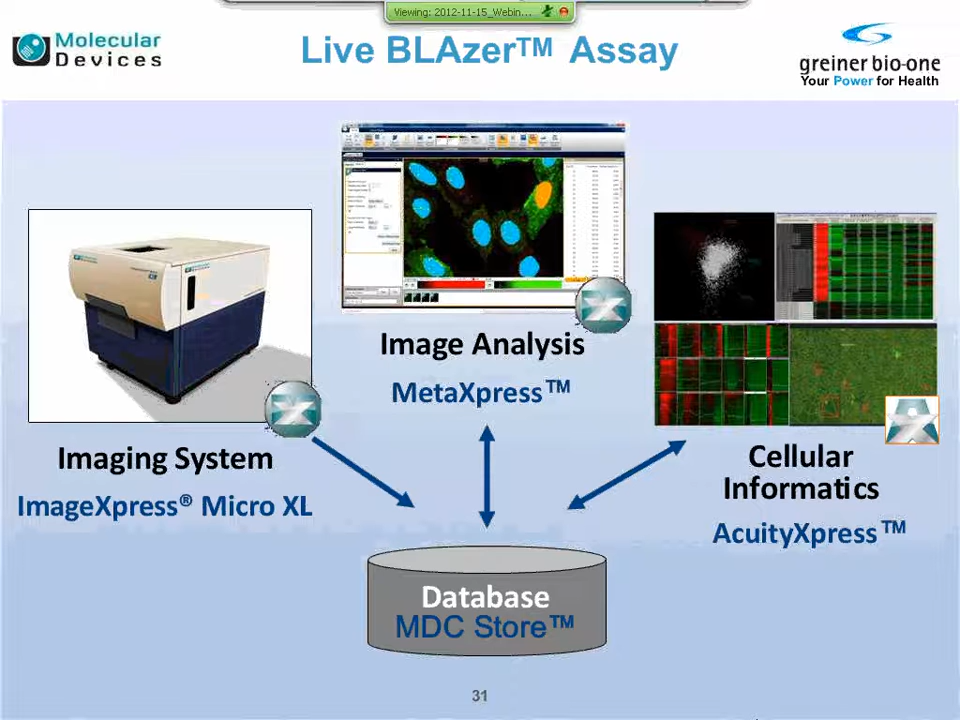 Viewing: 2012-11-15_Webin...
Molecular
Devices
Live BLAzer™ Assay
greiner bio-one
Your Power for Health
Image Analysis
MetaXpress™
Imaging System
ImageXpress® Micro XL
Cellular
Informatics
AcuityXpress™
Database
MDC Store™
31